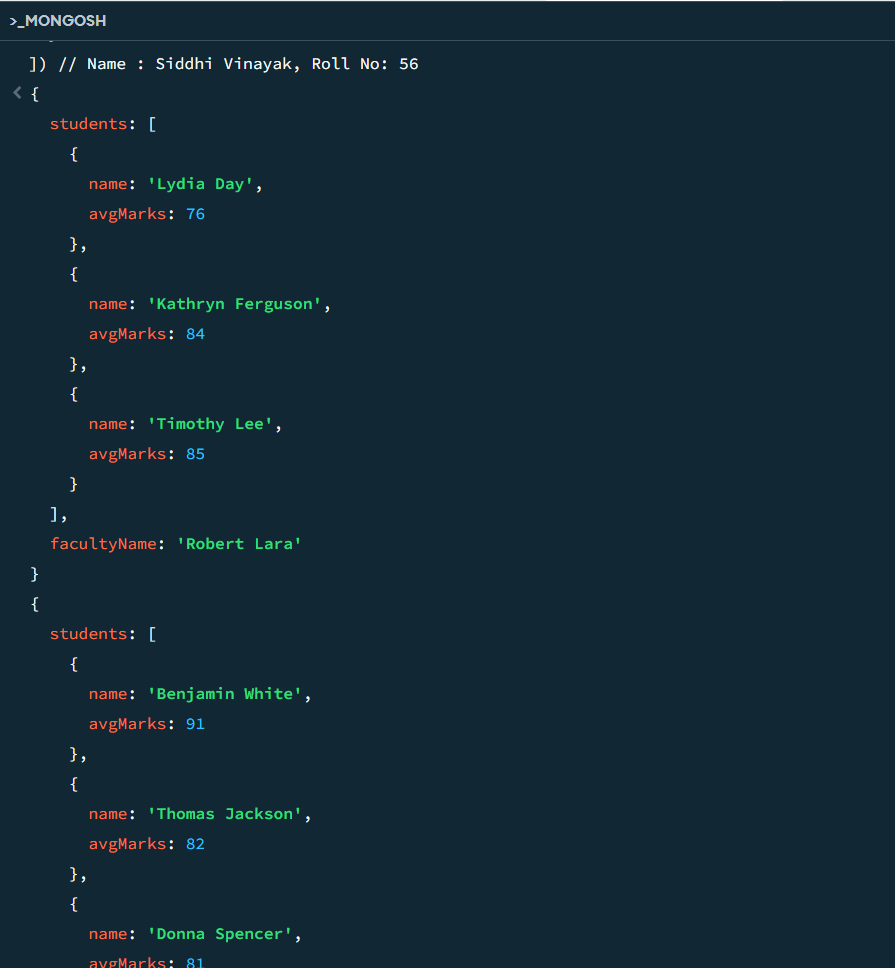 >_MONGOSH
]) // Name : Siddhi Vinayak, Roll No: 56
{
students: [
{
name: 'Lydia Day',
avgMarks: 76
},
{
name: 'Kathryn Ferguson',
avgMarks: 84
},
{
name: 'Timothy Lee',
avgMarks: 85
}
],
facultyName: 'Robert Lara'
}
{
students: [
{
name: 'Benjamin White',
avgMarks: 91
},
{
name: 'Thomas Jackson',
avgMarks: 82
},
{
name: 'Donna Spencer',
avgMarks: 81